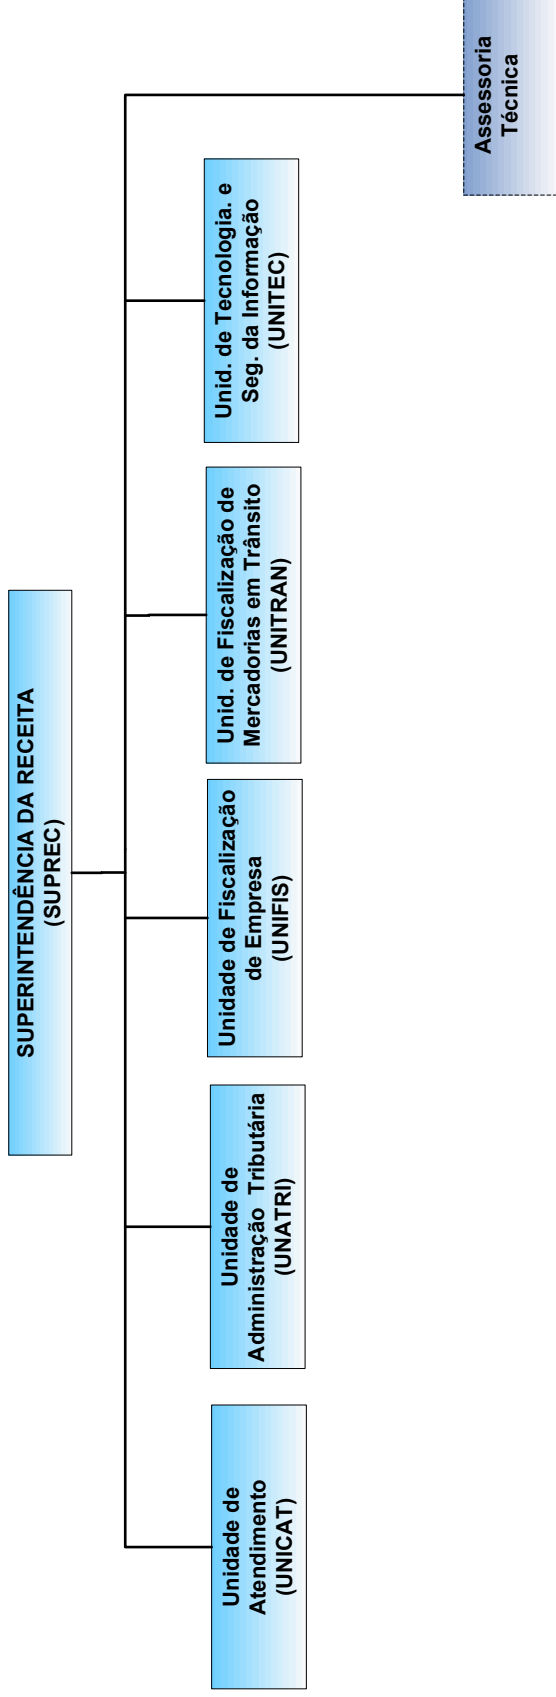 SUPERINTENDÊNCIA DA RECEITA
(SUPREC)
Unidade de
Atendimento
(UNICAT)
Unidade de
Administração Tributária
(UNATRI)
Unidade de Fiscalização
de Empresa
(UNIFIS)
Unid. de Fiscalização de
Mercadorias em Trânsito
(UNITRAN)
Unid. de Tecnologia. e
Seg. da Informação
(UNITEC)
Assessoria
Técnica